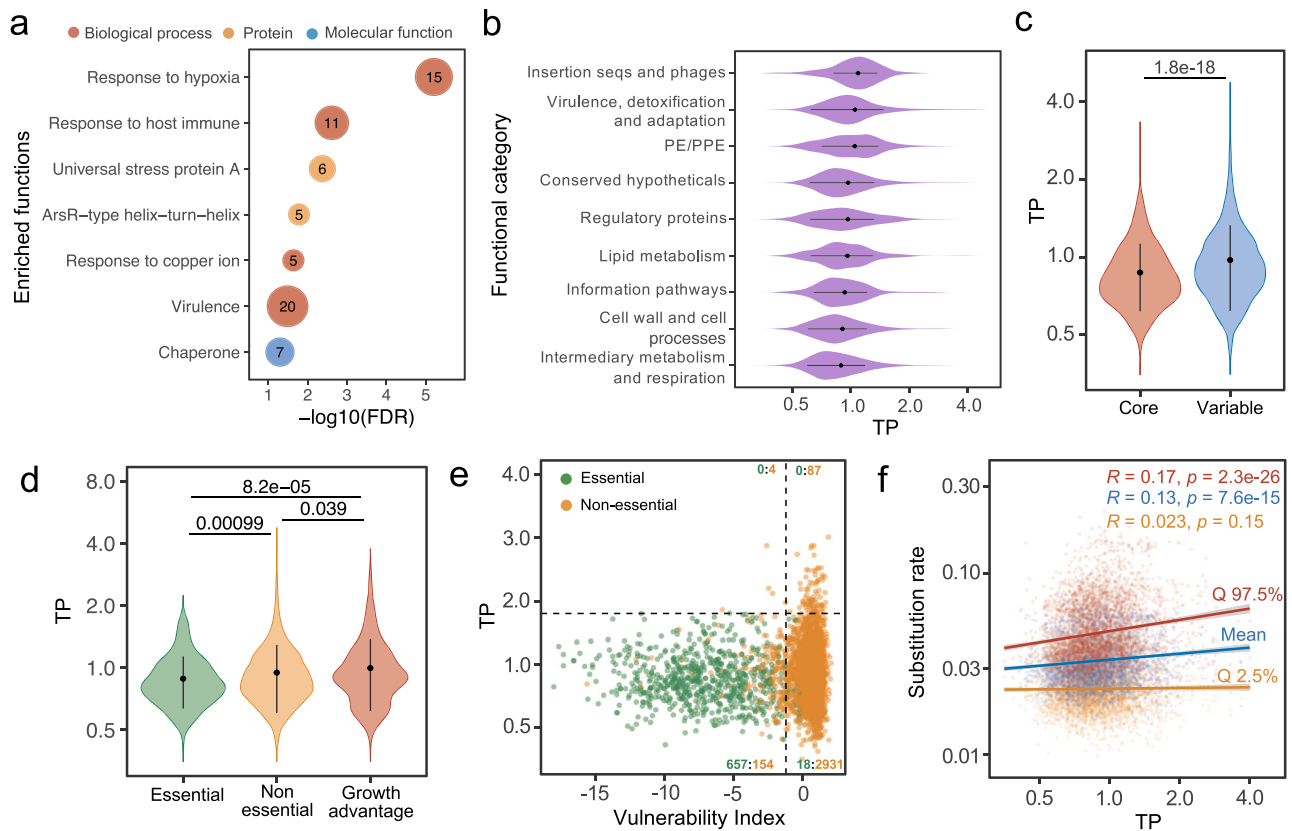 a
Biological process
Protein
Molecular function
Enriched functions
Response to hypoxia
Response to host immune
Universal stress protein A
ArsR−type helix−turn−helix
Response to copper ion
Virulence
Chaperone
15
11
6
5
5
20
7
1 2 3 4 5
−log10(FDR)
b
Functional category
Insertion seqs and phages
Virulence, detoxification
and adaptation
PE/PPE
Conserved hypotheticals
Regulatory proteins
Lipid metabolism
Information pathways
Cell wall and cell
processes
Intermediary metabolism
and respiration
0.5 1.0 2.0 4.0
TP
c
1.8e-18
TP
4.0
2.0
1.0
0.5
Core Variable
d
8.2e−05
0.00099
0.039
TP
8.0
4.0
2.0
1.0
0.5
Essential
Non
essential
Growth
advantage
e
Essential
Non-essential
0:4
0:87
657:154
18:2931
TP
4.0
3.0
2.0
1.0
0.5
-15 -10 -5 0
Vulnerability Index
f
R = 0.17, p = 2.3e-26
R = 0.13, p = 7.6e-15
R = 0.023, p = 0.15
Q 97.5%
Mean
Q 2.5%
Substitution rate
0.30
0.10
0.03
0.01
0.5 1.0 2.0 4.0
TP